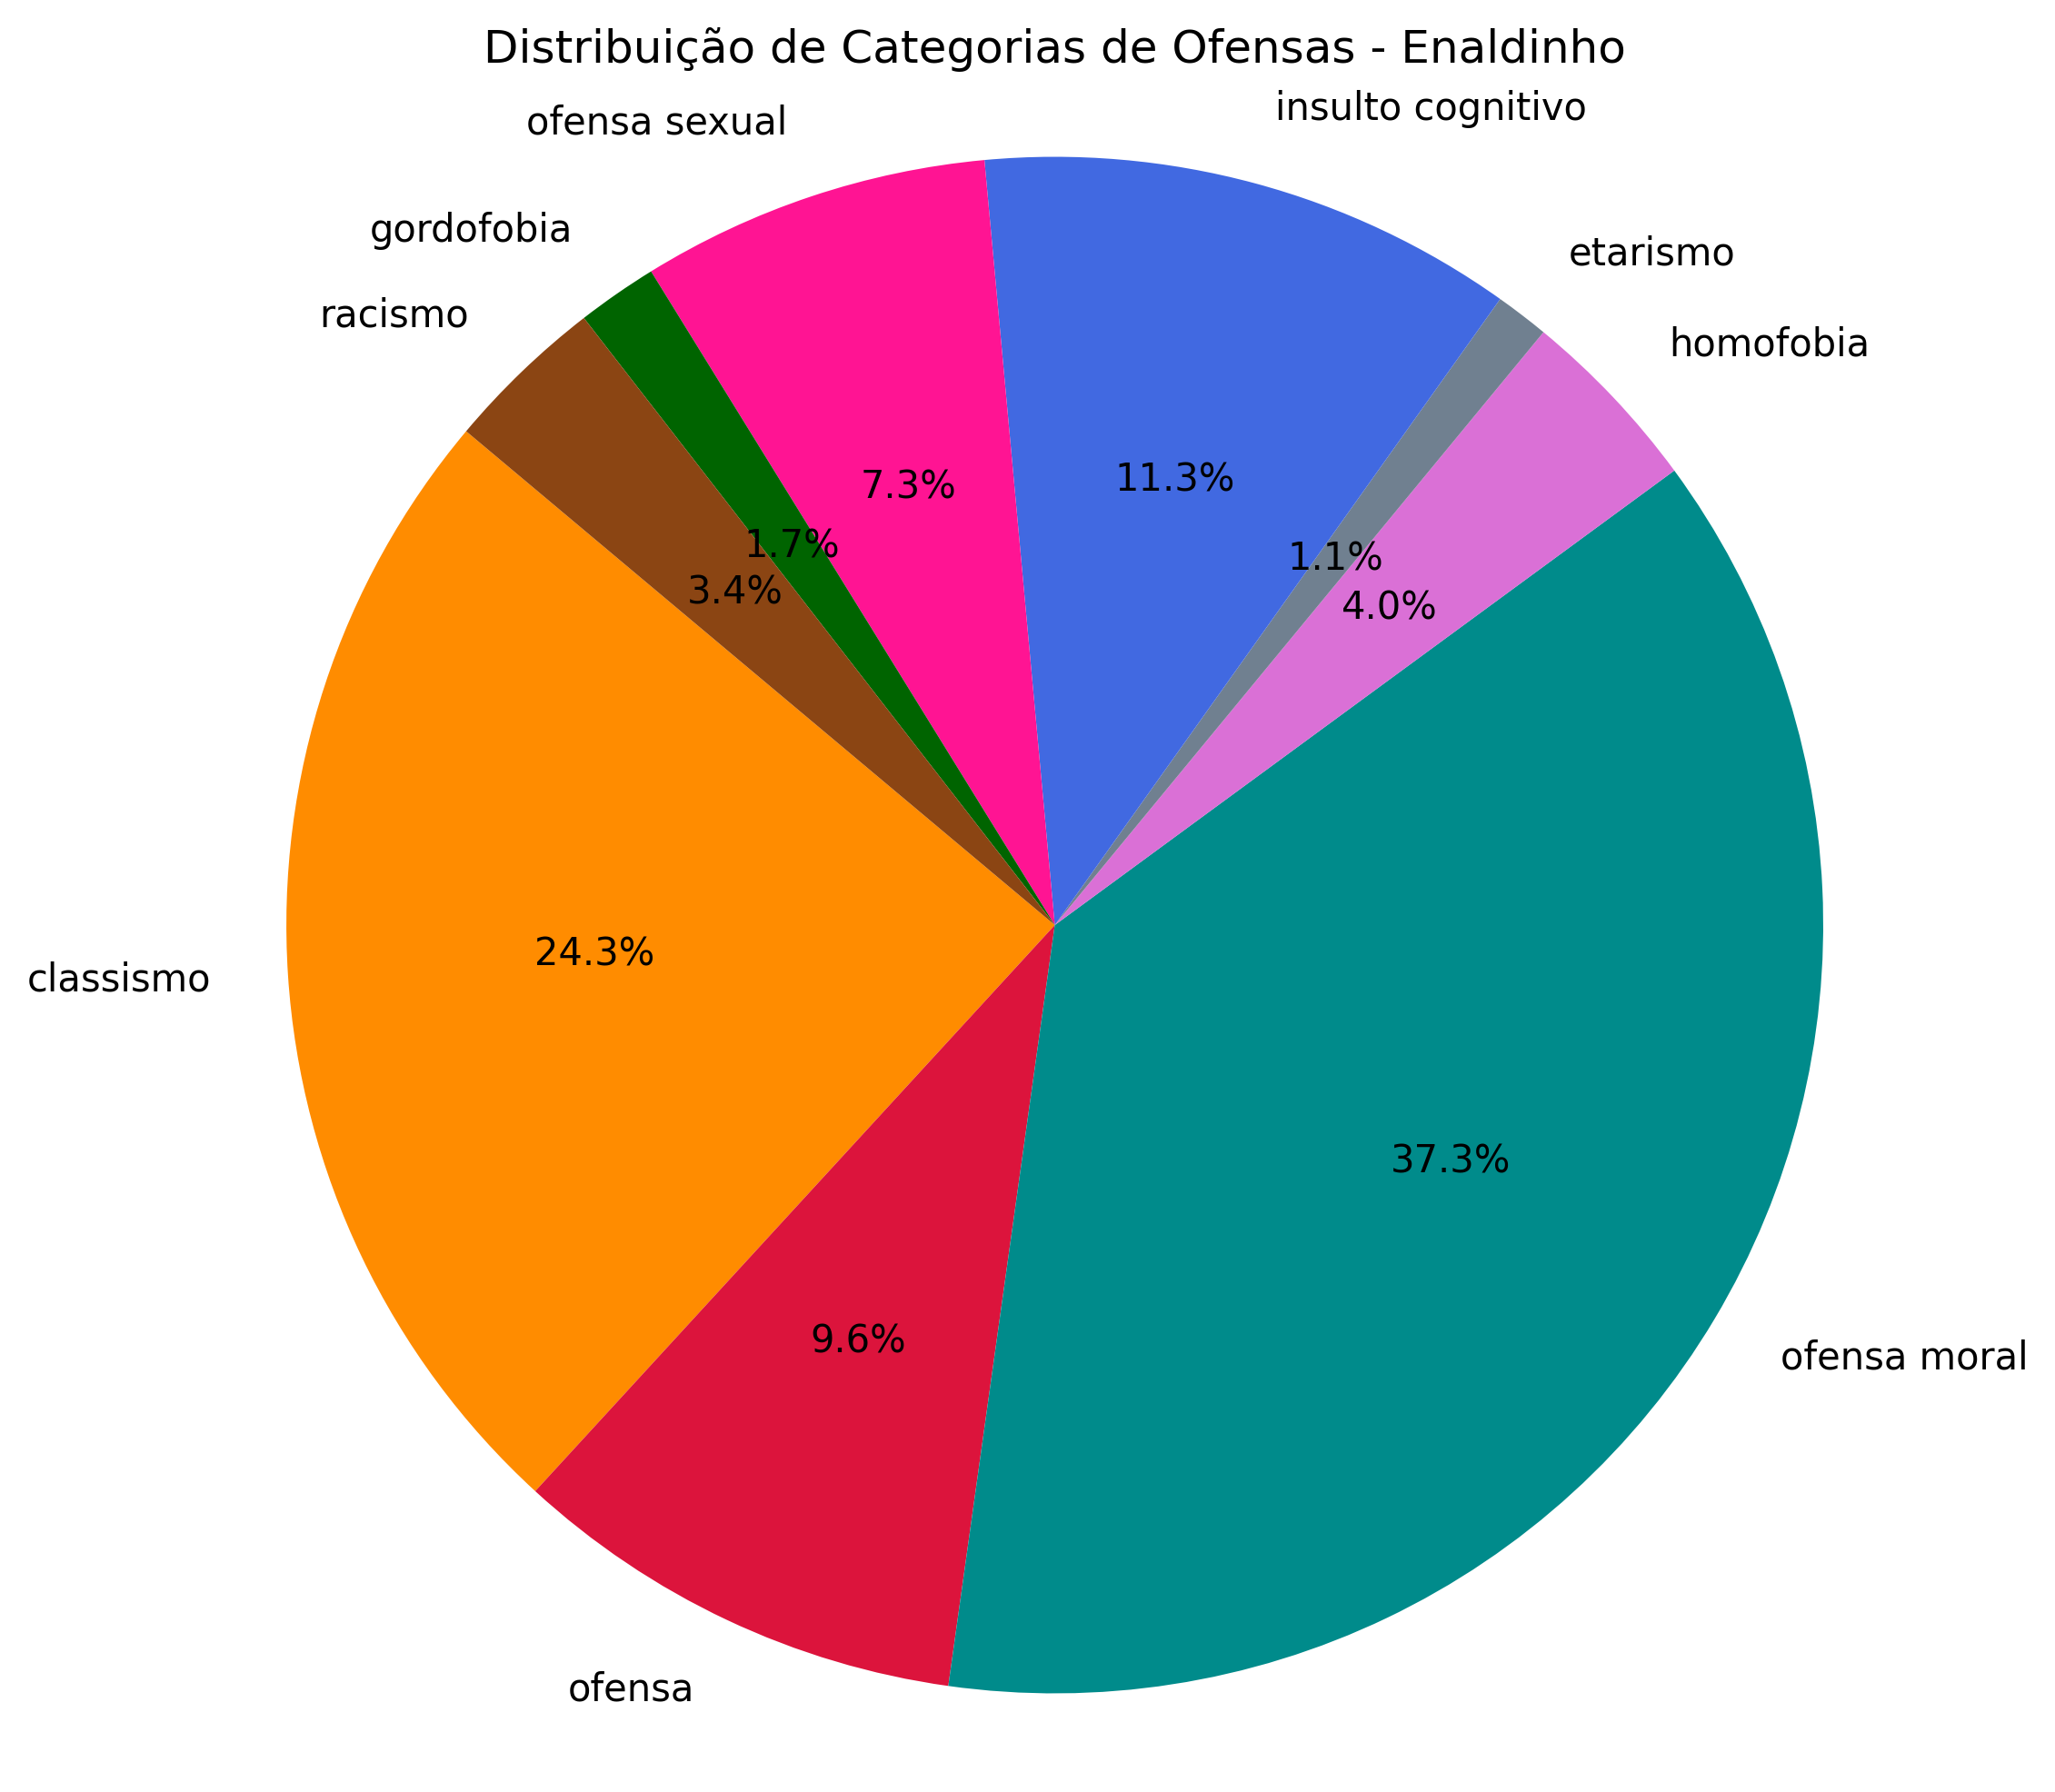 Distribuição de Categorias de Ofensas - Enaldinho
insulto cognitivo
ofensa sexual
gordofobia
etarismo
racismo
homofobia
11.3%
7.3%
1.7%
1.1%
3.4%
4.0%
24.3%
classismo
37.3%
9.6%
ofensa moral
ofensa